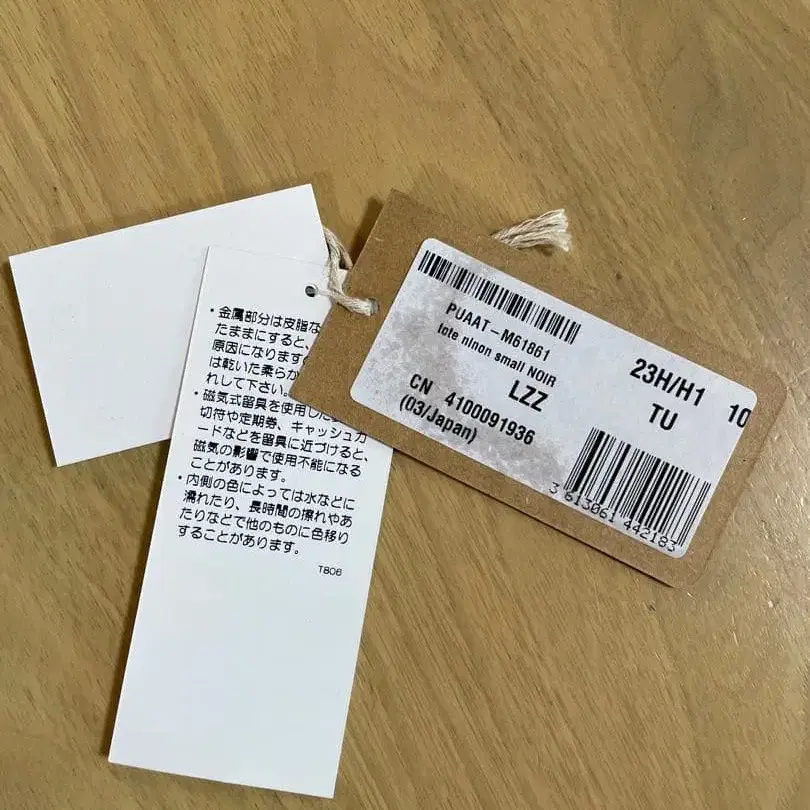 ・金属部分は皮脂な
たままにすると、
原因になります
は乾いた柔らか
れして下さい。
・磁気式留具を使用した
切符や定期券、キャッシュカ
ードなどを留具に近づけると、
磁気の影響で使用不能になる
ことがあります。
・内側の色によっては水などに
濡れたり、長時間の擦れやあ
たりなどで他のものに色移り
することがあります。
T806
PUAAT-M61861
tote ninon small NOIR
LZZ
CN 4100091936
(03/Japan)
23H/H1 10
TU
3 613061 442183